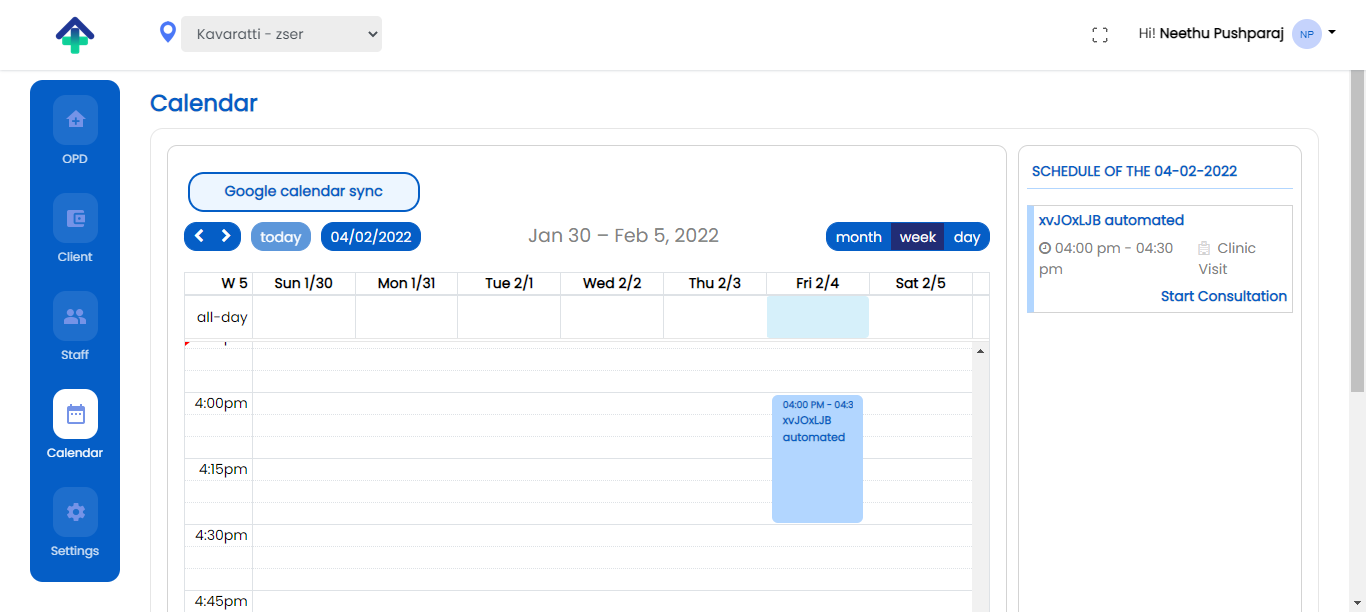 Kavaratti - zser
Hi! Neethu Pushparaj
NP
OPD
Client
Staff
Calendar
Settings
Calendar
Google calendar sync
today
04/02/2022
Jan 30 – Feb 5, 2022
month week day
W 5 Sun 1/30 Mon 1/31 Tue 2/1 Wed 2/2 Thu 2/3 Fri 2/4 Sat 2/5
all-day
4:00pm
4:15pm
4:30pm
4:45pm
04:00 PM - 04:3
xvJOxLJB
automated
SCHEDULE OF THE 04-02-2022
xvJOxLJB automated
04:00 pm - 04:30
pm
Clinic
Visit
Start Consultation